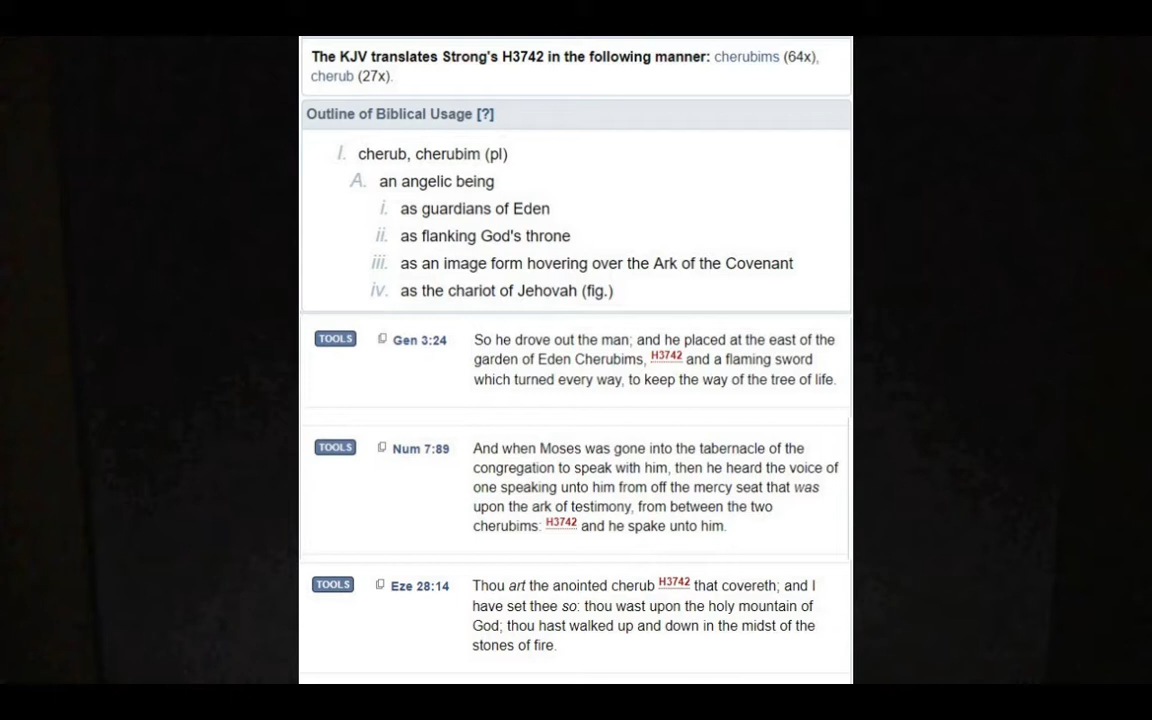 The KJV translates Strong's H3742 in the following manner: cherubims (64x),
cherub (27x).
Outline of Biblical Usage [?]
I. cherub, cherubim (pl)
A. an angelic being
i. as guardians of Eden
ii. as flanking God's throne
iii. as an image form hovering over the Ark of the Covenant
iv. as the chariot of Jehovah (fig.)
TOOLS Gen 3:24 So he drove out the man; and he placed at the east of the
garden of Eden Cherubims, H3742 and a flaming sword
which turned every way, to keep the way of the tree of life.
TOOLS Num 7:89 And when Moses was gone into the tabernacle of the
congregation to speak with him, then he heard the voice of
one speaking unto him from off the mercy seat that was
upon the ark of testimony, from between the two
cherubims: H3742 and he spake unto him.
TOOLS Eze 28:14 Thou art the anointed cherub H3742 that covereth; and I
have set thee so: thou wast upon the holy mountain of
God; thou hast walked up and down in the midst of the
stones of fire.